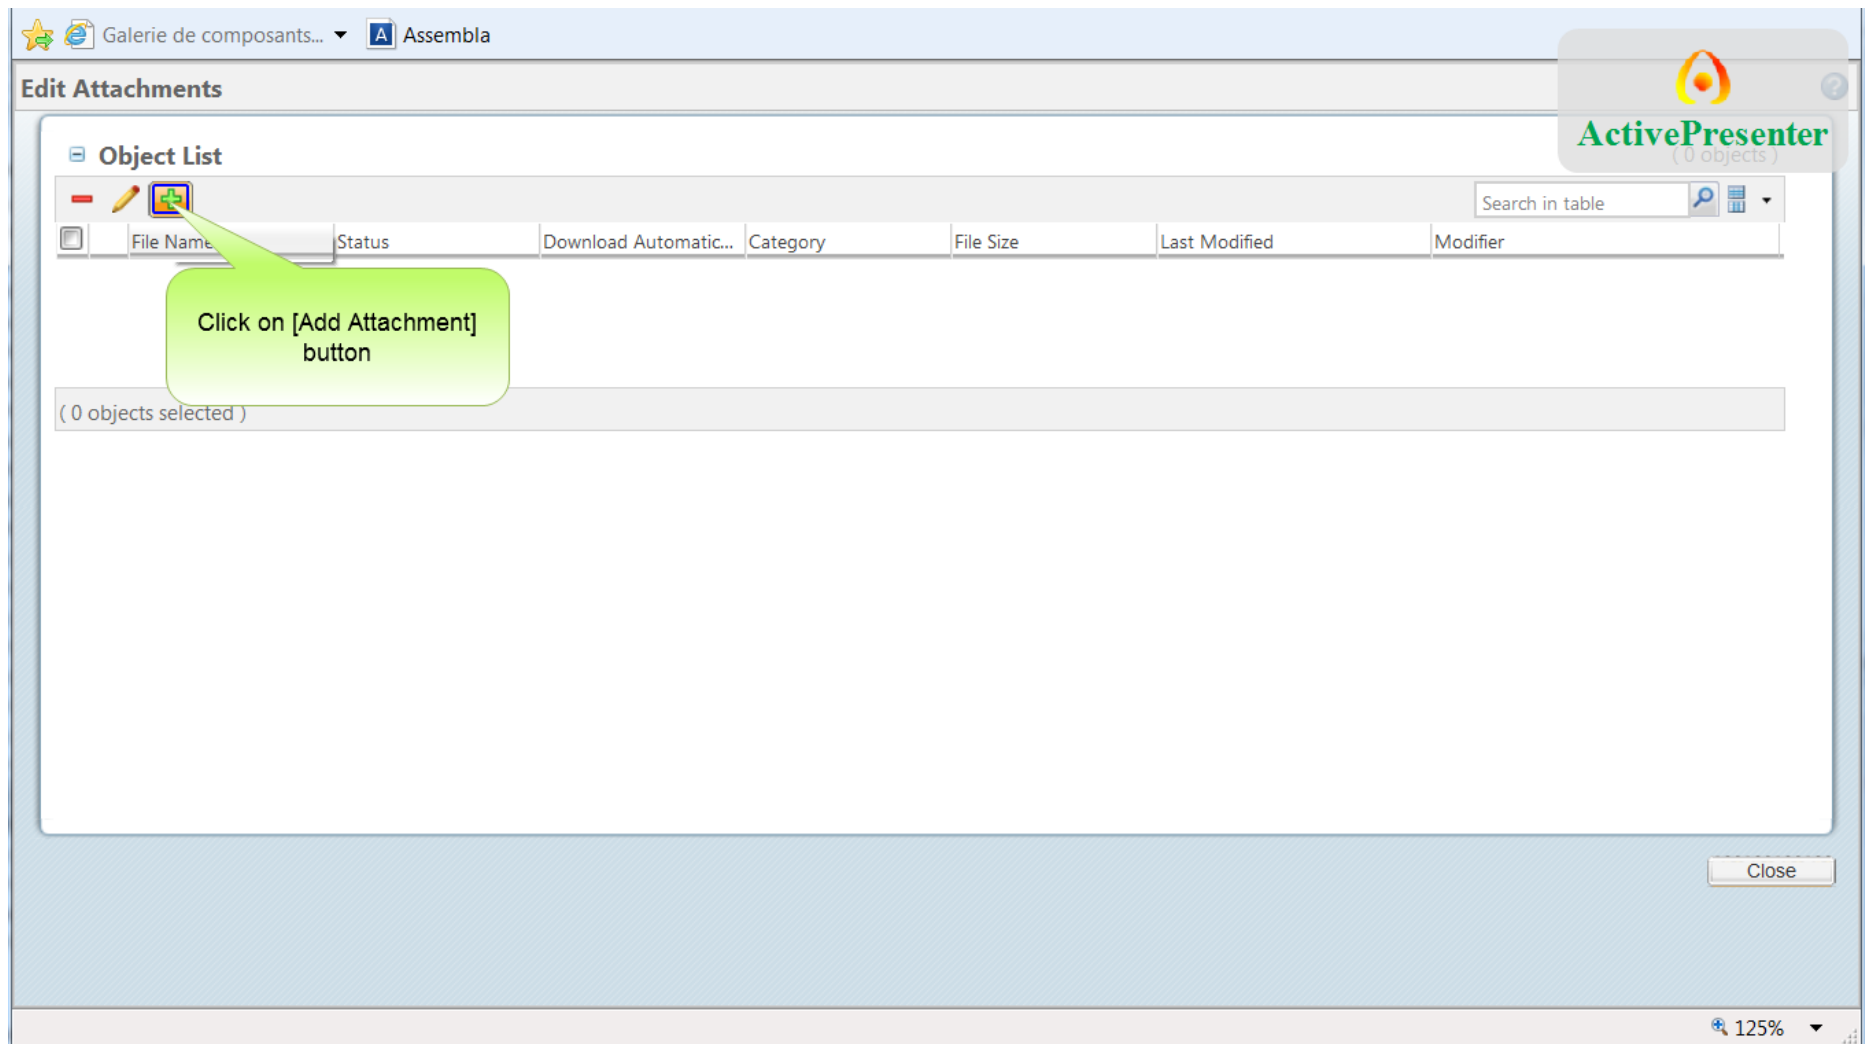 Galerie de composants... Assembla
Edit Attachments
ActivePresenter
Object List
( 0 objects )
Search in table
File Name Status Download Automatic... Category File Size Last Modified Modifier
Click on [Add Attachment]
button
( 0 objects selected )
Close
125%